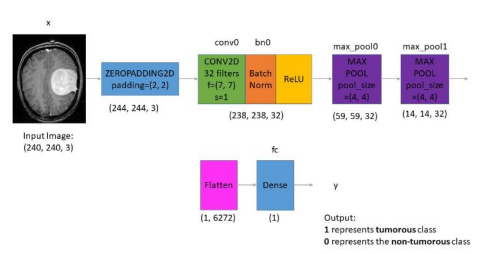 x
conv0
bn0
max_pool0
max_pool1
ZEROPADDING2D
padding=(2, 2)
CONV2D
32 filters
f=(7, 7)
s=1
Batch
Norm
ReLU
MAX
POOL
pool_size
=(4, 4)
MAX
POOL
pool_size
=(4, 4)
(244, 244, 3)
(238, 238, 32)
(59, 59, 32)
(14, 14, 32)
Input Image:
(240, 240, 3)
fc
Flatten
Dense
y
(1, 6272)
(1)
Output:
1 represents tumorous class
0 represents the non-tumorous class